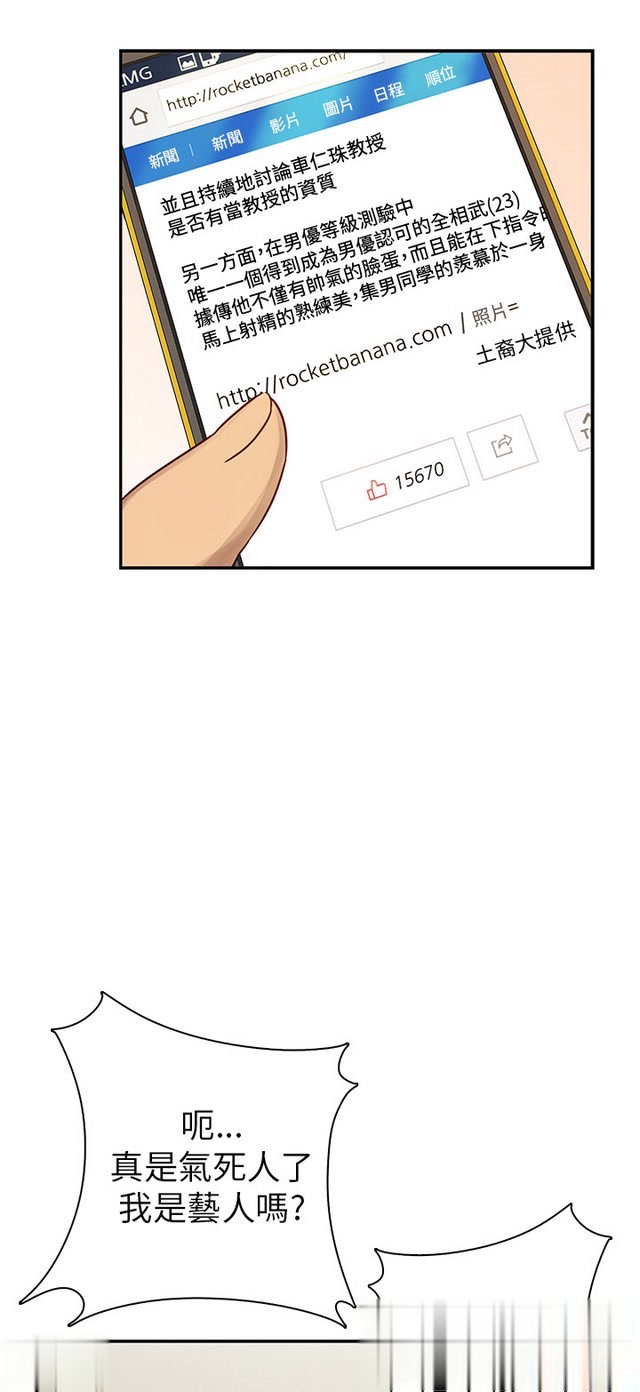 .MG
http://rocketbanana.com/
新聞 | 新聞 影片 圖片 日程 順位
並且持續地討論車仁珠教授
是否有當教授的資質
另一方面,在男優等級測驗中
唯一一個得到成為男優認可的全相武(23)
據傳他不僅有帥氣的臉蛋,而且能在下指令
馬上射精的熟練美,集男同學的羨慕於一身
http://rocketbanana.com / 照片=
土裔大提供
15670
呃...
真是氣死人了
我是藝人嗎?